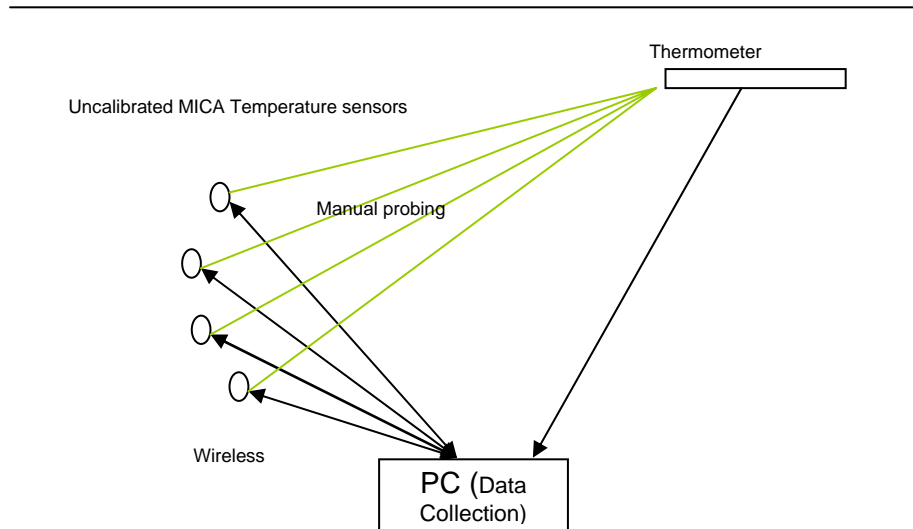 Thermometer
Uncalibrated MICA Temperature sensors
Manual probing
Wireless
PC (Data
Collection)